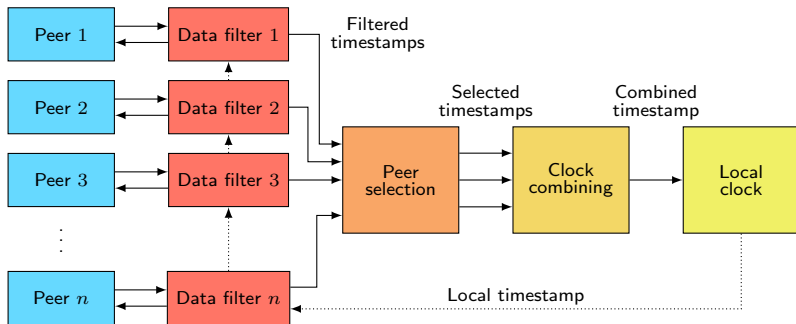 Peer 1
Data filter 1
Filtered
timestamps
Peer 2
Data filter 2
Selected
timestamps
Combined
timestamp
Peer 3
Data filter 3
Peer
selection
Clock
combining
Local
clock
...
Peer n
Data filter n
Local timestamp